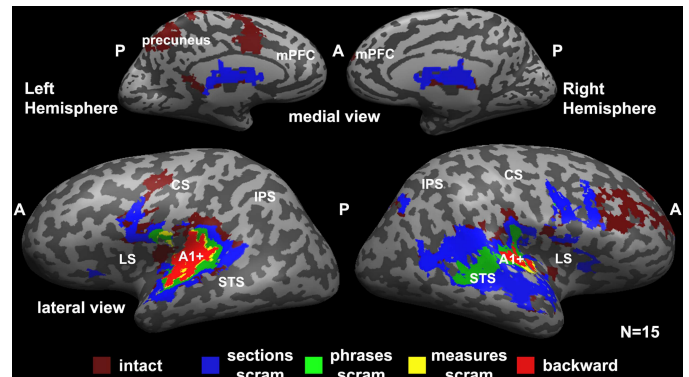 precuneus
P
mPFC
A
mPFC
P
Left
Hemisphere
medial view
Right
Hemisphere
CS
IPS
A
P
IPS
CS
A
LS
A1+
STS
STS
A1+
LS
lateral view
N=15
intact
sections
scram
phrases
scram
measures
scram
backward